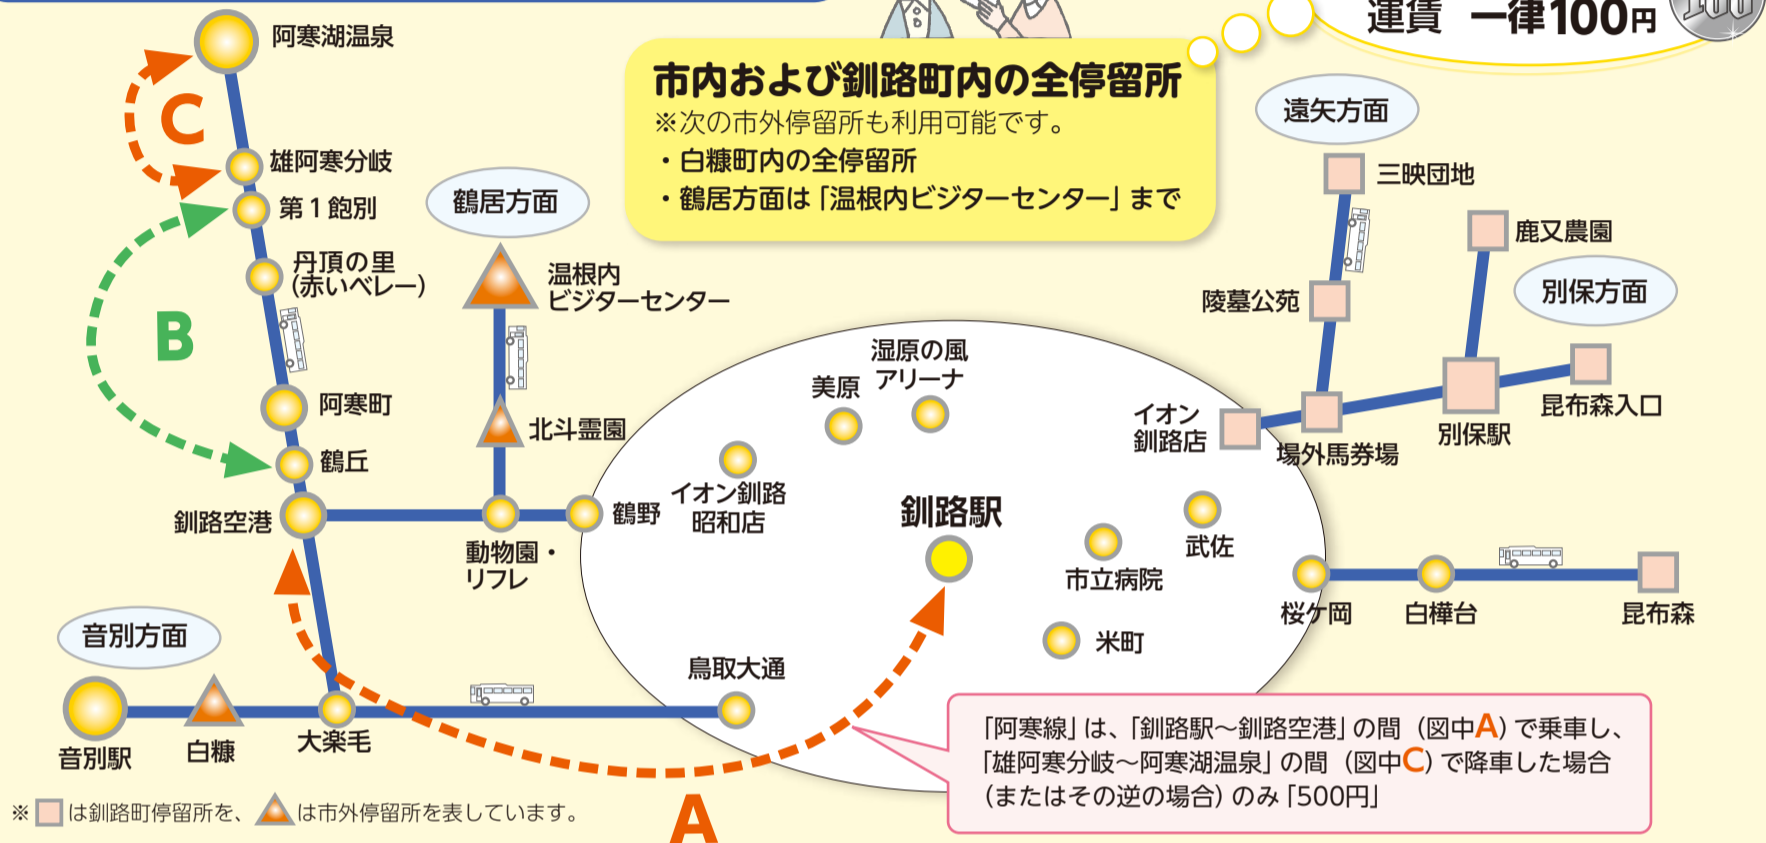 運賃 一律100円
100
市内および釧路町内の全停留所
※次の市外停留所も利用可能です。
・白糠町内の全停留所
・鶴居方面は「温根内ビジターセンター」まで
阿寒湖温泉
C
雄阿寒分岐
第1飽別
丹頂の里
(赤いベレー)
B
阿寒町
鶴丘
釧路空港
鶴居方面
温根内
ビジターセンター
北斗霊園
動物園・
リフレ
鶴野
イオン釧路
昭和店
美原
湿原の風
アリーナ
釧路駅
市立病院
武佐
米町
鳥取大通
遠矢方面
三映団地
陵墓公苑
鹿又農園
別保方面
イオン
釧路店
場外馬券場
別保駅
昆布森入口
桜ケ岡
白樺台
昆布森
音別方面
音別駅
白糠
大楽毛
A
「阿寒線」は、「釧路駅～釧路空港」の間(図中A)で乗車し、
「雄阿寒分岐～阿寒湖温泉」の間(図中C)で降車した場合
(またはその逆の場合)のみ「500円」
※ は釧路町停留所を、 は市外停留所を表しています。